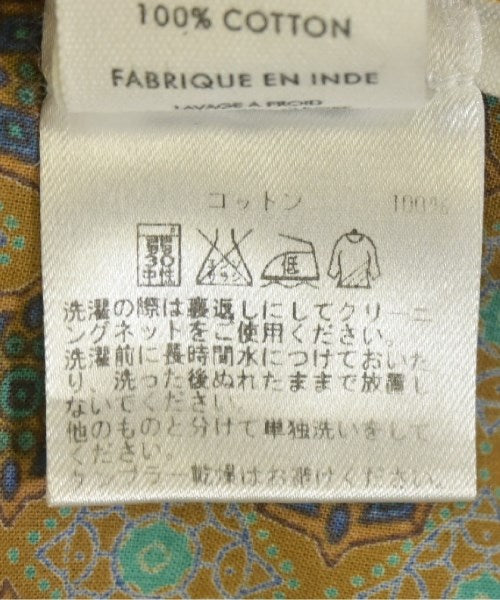 100% COTTON
FABRIQUE EN INDE
LAVAGE A FROID
コットン 100%
30
中性
エンソ
低
洗濯の際は裏返しにしてクリーニ
ングネットをご使用ください。
洗濯前に長時間水につけておいた
り、洗った後ぬれたままで放置し
ないでください。
他のものと分けて単独洗いをして
ください。
タンブラー乾燥はお避けください。